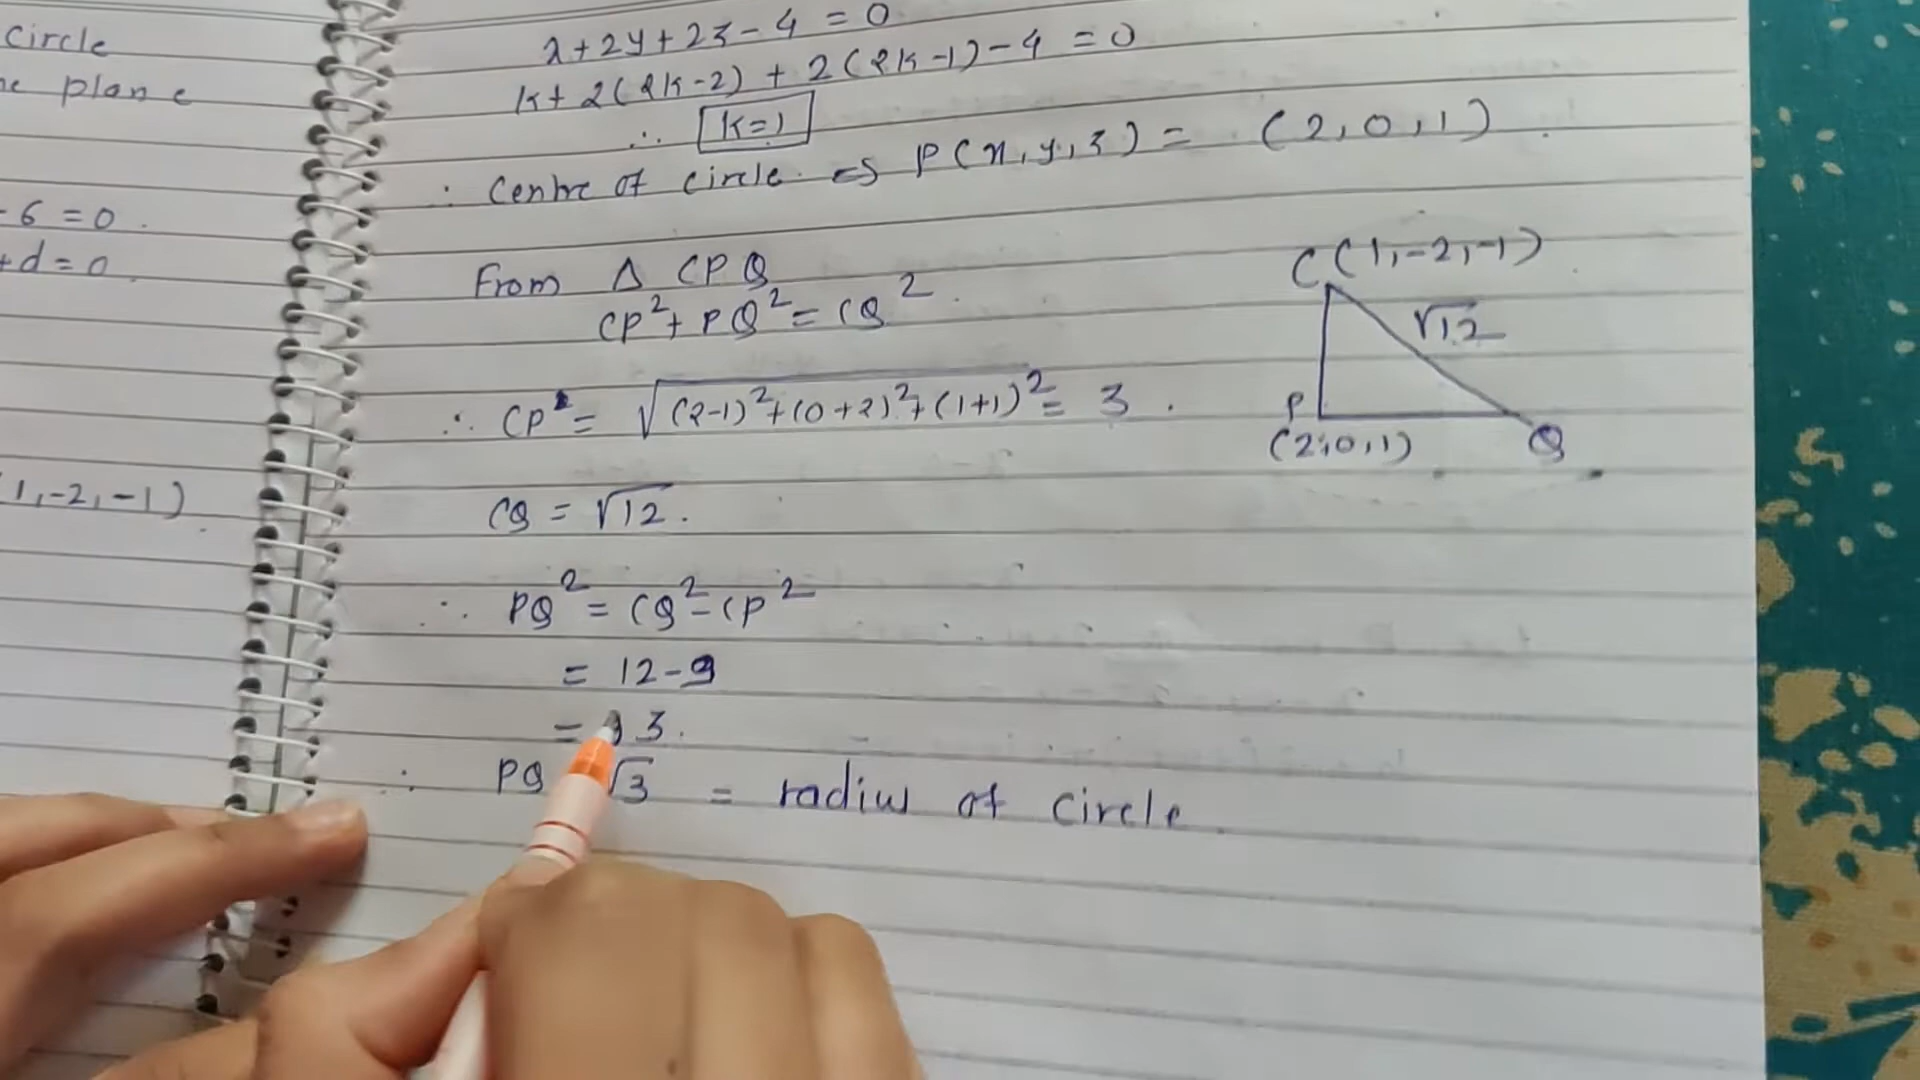 circle
plane
-6 = 0.
+d = 0
1,-2,-1)
x+2y+2z-4 = 0
k+2(2k-2)+2(2k-1)-4 = 0
∴ k=1
∴ Centre of circle ⇒ P(x,y,z) = (2,0,1)
From Δ CPQ
CP²+PQ²=CQ²
∴ CP = √(2-1)²+(0+2)²+(1+1)² = 3.
CQ = √12.
∴ PQ² = CQ²-CP²
= 12-9
= 3.
∴ PQ √3 = radius of circle.
C(1,-2,-1)
√12
P
(2,0,1)
Q